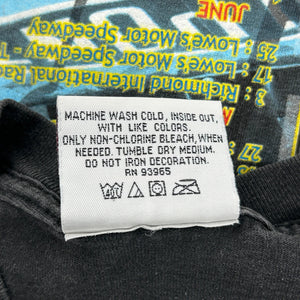 JUNE
25 : Lowe's Motor Speedway
17 : Lowe's Motor Speedway -
3 : Richmond International Ra
27
MACHINE WASH COLD, INSIDE OUT,
WITH LIKE COLORS.
ONLY NON-CHLORINE BLEACH, WHEN
NEEDED. TUMBLE DRY MEDIUM.
DO NOT IRON DECORATION.
RN 93965